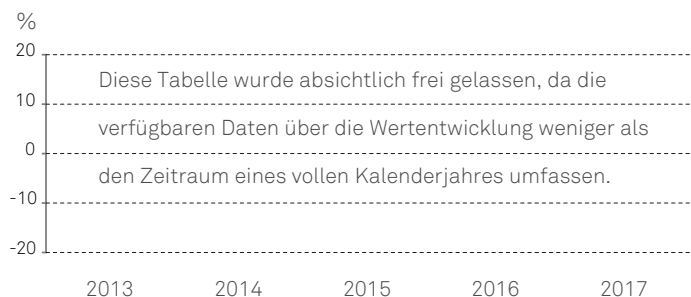 %
20
Diese Tabelle wurde absichtlich frei gelassen, da die
10
verfügbaren Daten über die Wertentwicklung weniger als
0
den Zeitraum eines vollen Kalenderjahres umfassen.
-10
-20
2013 2014 2015 2016 2017